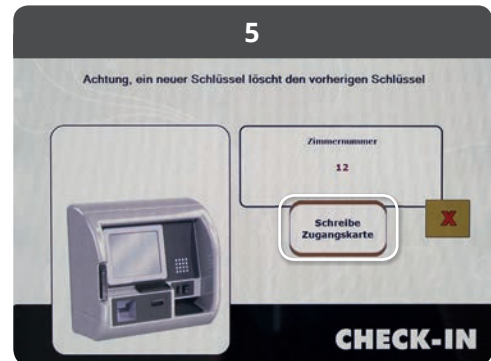 5
Achtung, ein neuer Schlüssel löscht den vorherigen Schlüssel
Zimmernummer
12
Schreibe
Zugangskarte
X
CHECK-IN